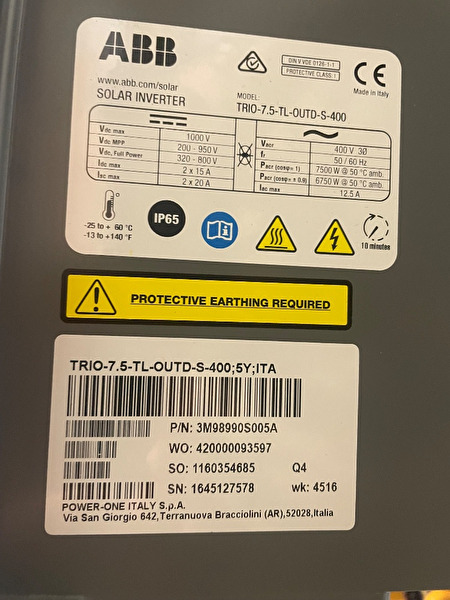 ABB
DIN V VDE 0126-1-1
PROTECTIVE CLASS: I
CE
Made in Italy
www.abb.com/solar
SOLAR INVERTER
MODEL:
TRIO-7.5-TL-OUTD-S-400
Vdc max 1000 V
Vdc MPP 200 - 950 V
Vdc, Full Power 320 - 800 V
Idc max 2 x 15 A
Isc max 2 x 20 A
Vacr 400 V 3Ø
fr 50 / 60 Hz
Pacr (cosφ= 1) 7500 W @ 50 °C amb.
Pacr (cosφ= ± 0.9) 6750 W @ 50 °C amb.
Iac max 12.5 A
-25 to + 60 °C
-13 to +140 °F
IP65
10 minutes
PROTECTIVE EARTHING REQUIRED
TRIO-7.5-TL-OUTD-S-400;5Y;ITA
P/N: 3M98990S005A
WO: 420000093597
SO: 1160354685 Q4
SN: 1645127578 wk: 4516
POWER-ONE ITALY S.p.A.
Via San Giorgio 642,Terranuova Bracciolini (AR),52028,Italia